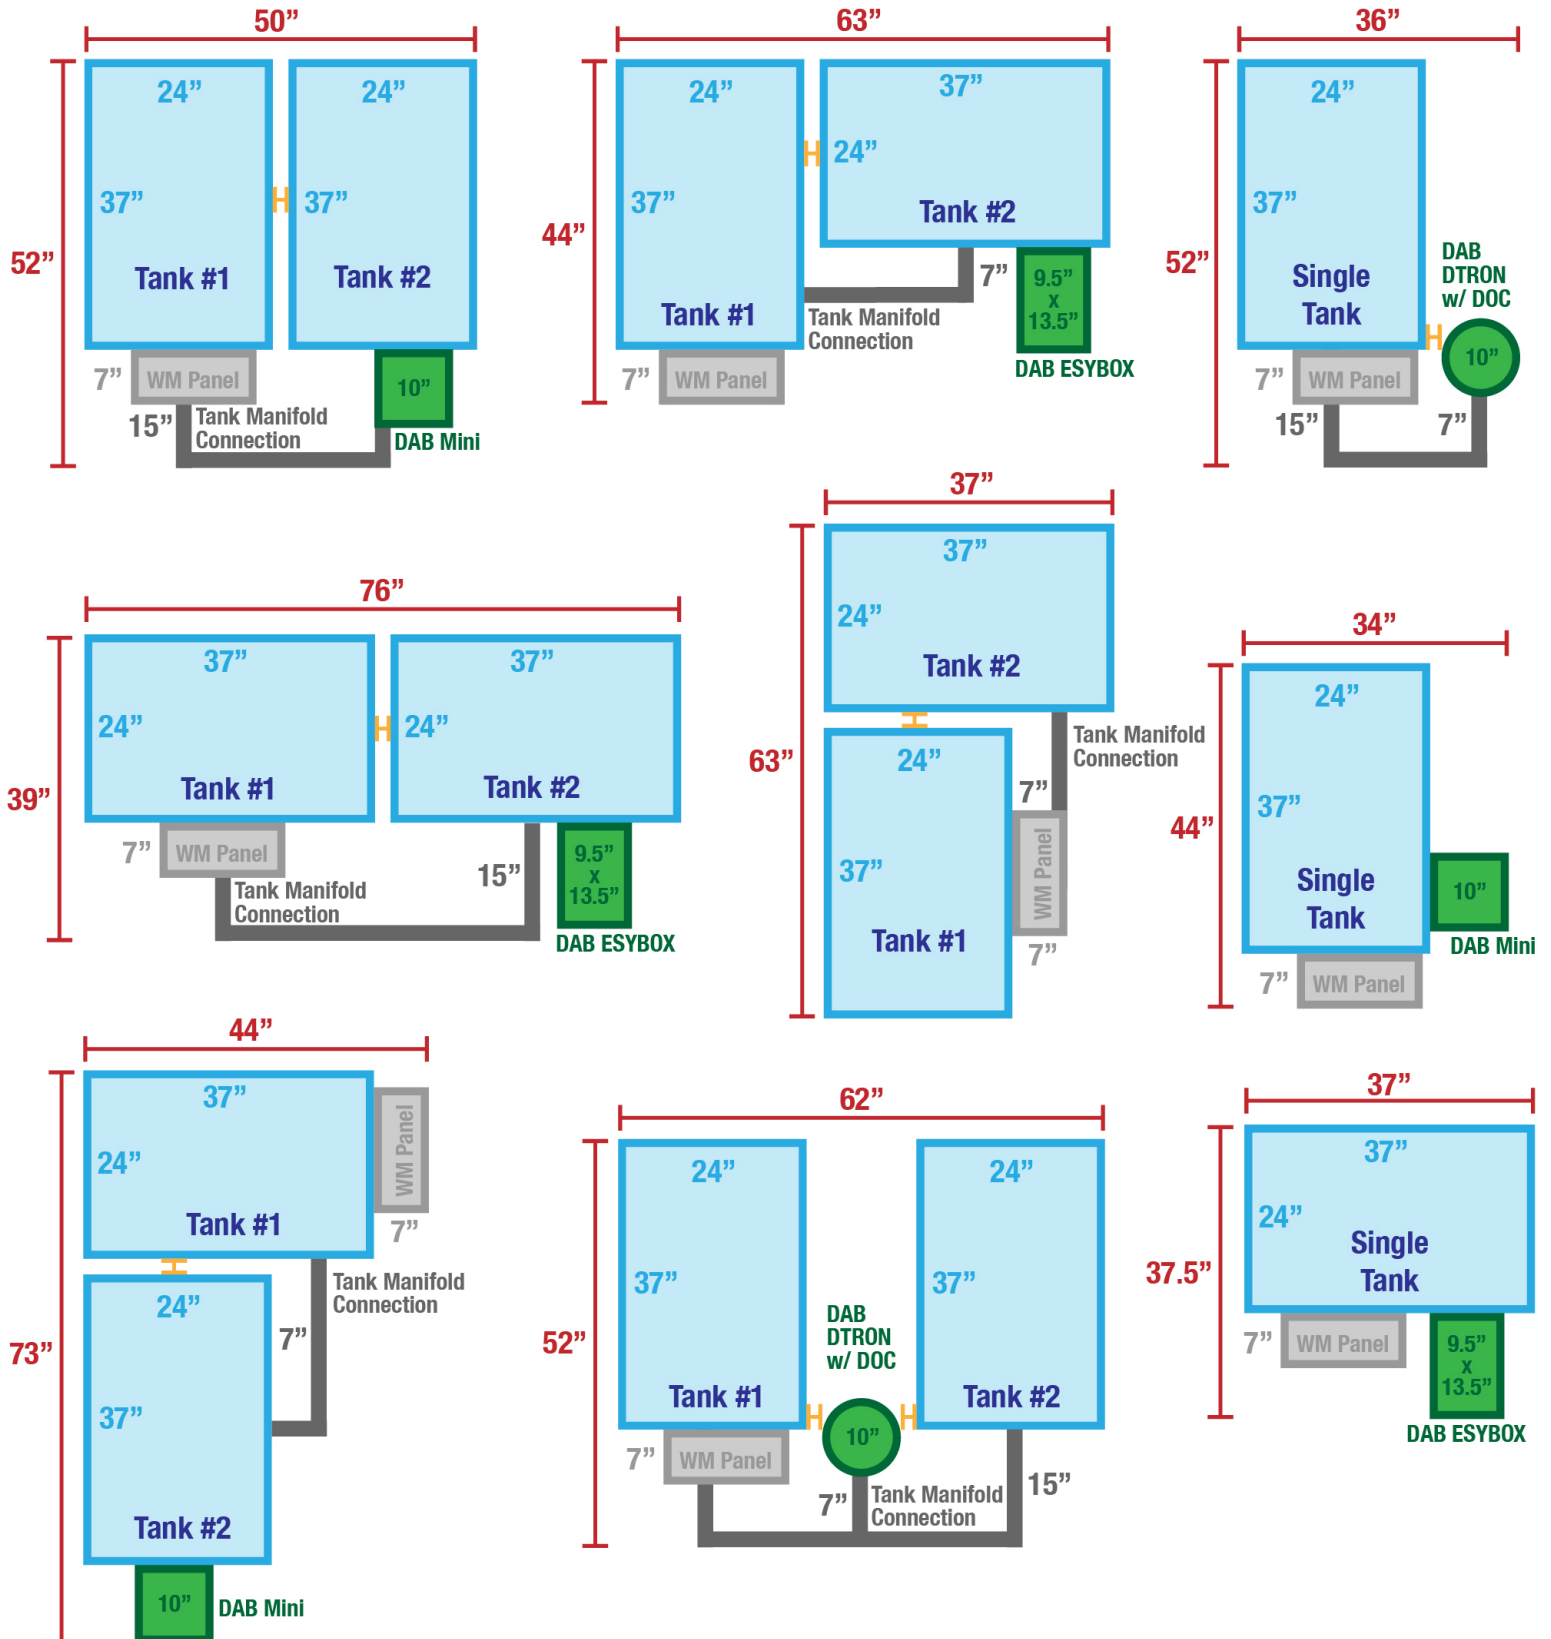 50”
52”
24”
37”
Tank #1
24”
37”
Tank #2
7”
WM Panel
15”
Tank Manifold
Connection
10”
DAB Mini
63”
44”
24”
37”
Tank #1
37”
24”
Tank #2
7”
WM Panel
7”
Tank Manifold
Connection
9.5”
x
13.5”
DAB ESYBOX
36”
52”
24”
37”
Single
Tank
DAB
DTRON
w/ DOC
10”
7”
WM Panel
15”
7”
76”
39”
37”
24”
Tank #1
37”
24”
Tank #2
7”
WM Panel
Tank Manifold
Connection
15”
9.5”
x
13.5”
DAB ESYBOX
37”
63”
37”
24”
Tank #2
Tank Manifold
Connection
24”
37”
Tank #1
7”
WM Panel
7”
34”
44”
24”
37”
Single
Tank
10”
DAB Mini
7”
WM Panel
44”
73”
37”
24”
Tank #1
WM Panel
7”
Tank Manifold
Connection
7”
24”
37”
Tank #2
10”
DAB Mini
62”
52”
24”
37”
Tank #1
24”
37”
Tank #2
DAB
DTRON
w/ DOC
10”
7”
WM Panel
7”
Tank Manifold
Connection
15”
37”
37.5”
37”
24”
Single
Tank
7”
WM Panel
9.5”
x
13.5”
DAB ESYBOX